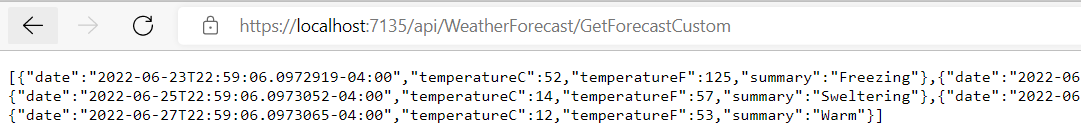 https://localhost:7135/api/WeatherForecast/GetForecastCustom
[{"date":"2022-06-23T22:59:06.0972919-04:00","temperatureC":52,"temperatureF":125,"summary":"Freezing"},{"date":"2022-06
{"date":"2022-06-25T22:59:06.0973052-04:00","temperatureC":14,"temperatureF":57,"summary":"Sweltering"},{"date":"2022-06
{"date":"2022-06-27T22:59:06.0973065-04:00","temperatureC":12,"temperatureF":53,"summary":"Warm"}]